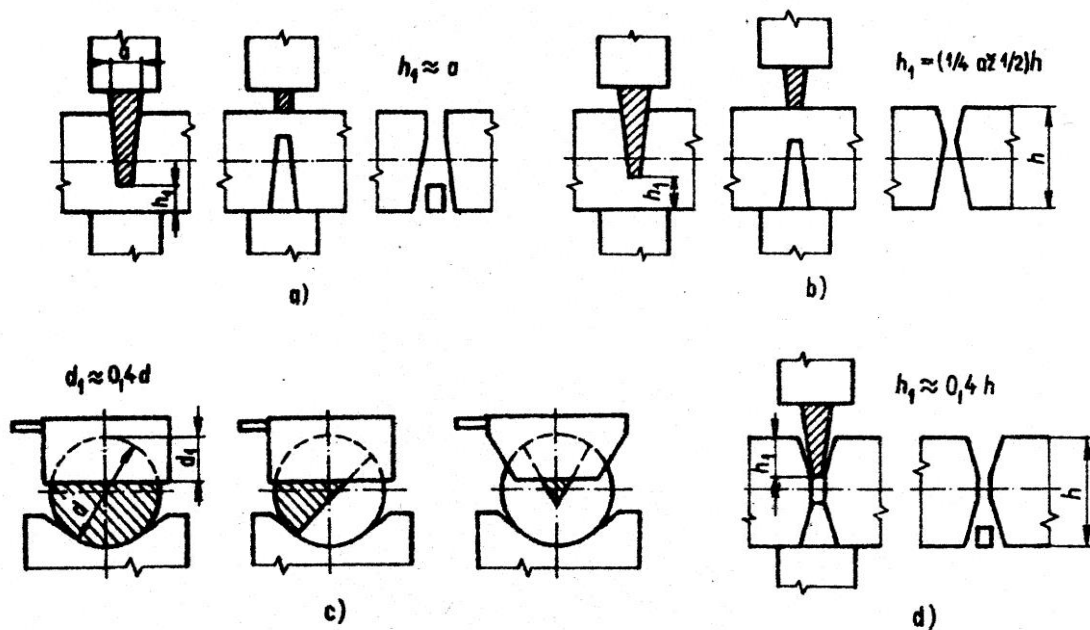 a
h₁ ≈ a
h₁
a)
h₁ = (1/4 až 1/2)h
h₁
h
b)
d₁ ≈ 0,4 d
d₁
d
c)
h₁ ≈ 0,4 h
h₁
h
d)